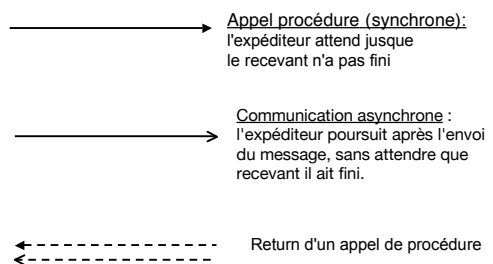 Appel procédure (synchrone):
l'expéditeur attend jusque
le recevant n'a pas fini
Communication asynchrone :
l'expéditeur poursuit après l'envoi
du message, sans attendre que
recevant il ait fini.
Return d'un appel de procédure